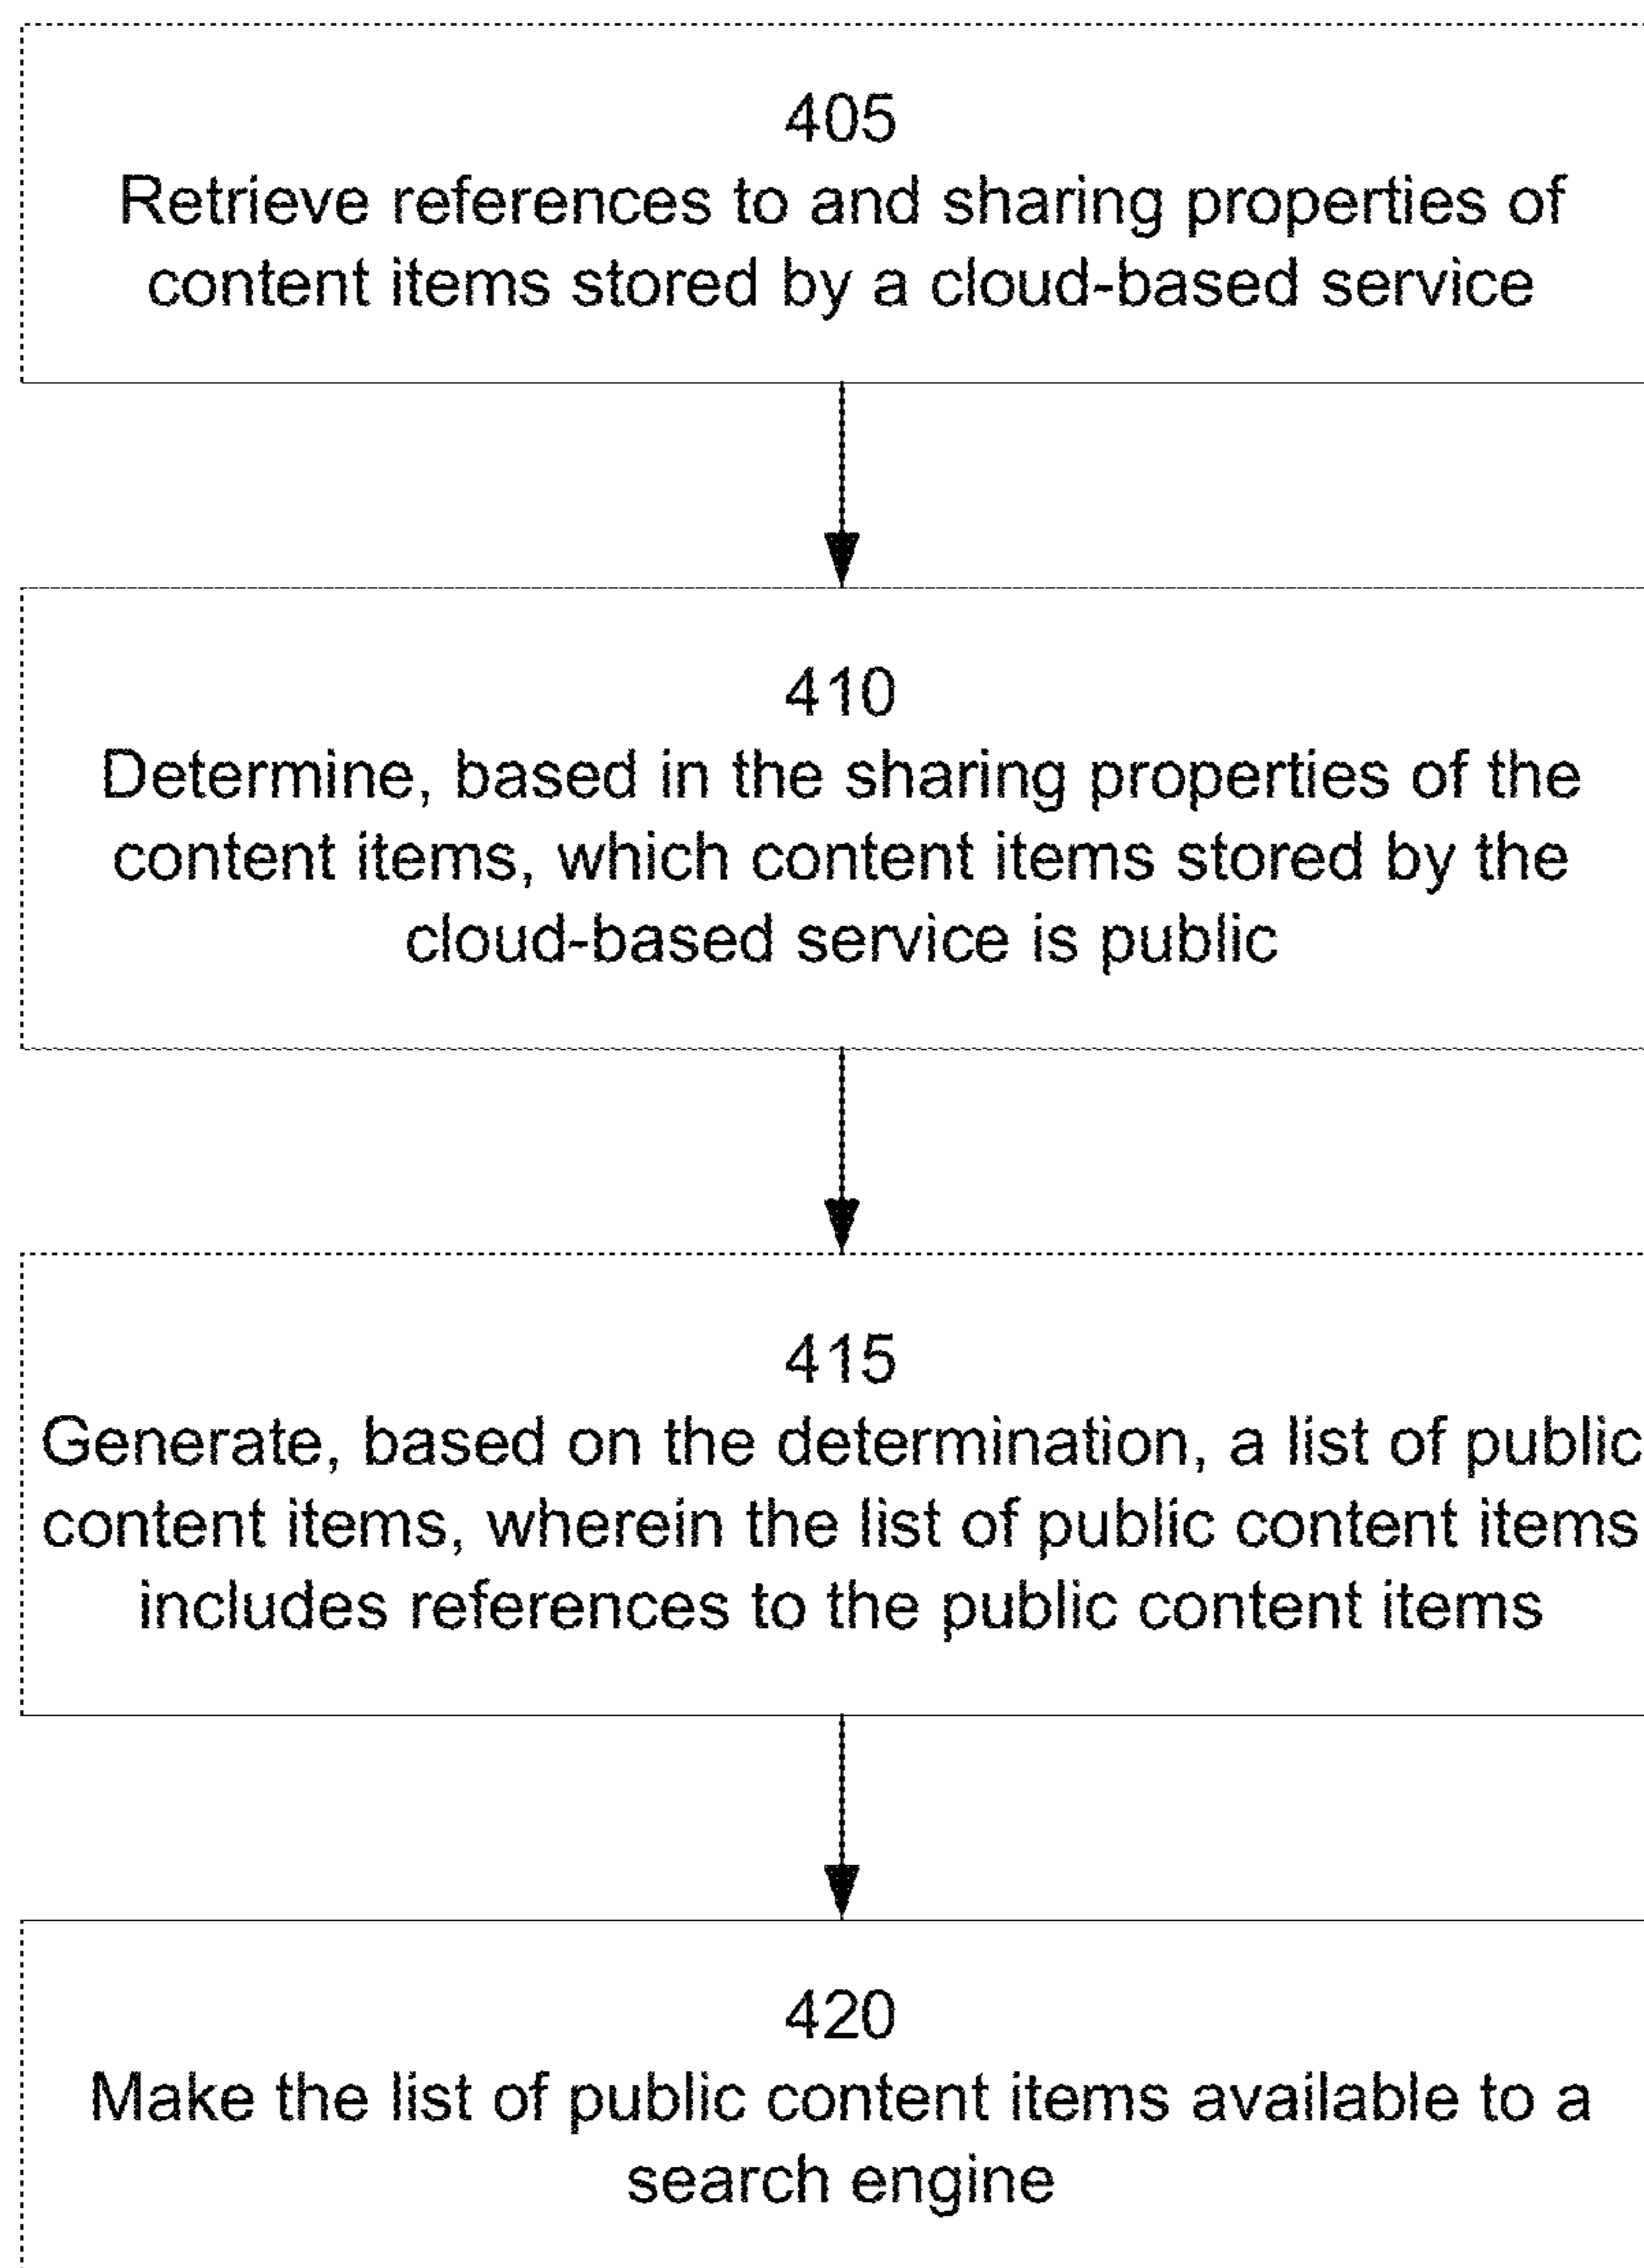 405
Retrieve references to and sharing properties of
content items stored by a cloud-based service
410
Determine, based in the sharing properties of the
content items, which content items stored by the
cloud-based service is public
415
Generate, based on the determination, a list of public
content items, wherein the list of public content items
includes references to the public content items
420
Make the list of public content items available to a
search engine